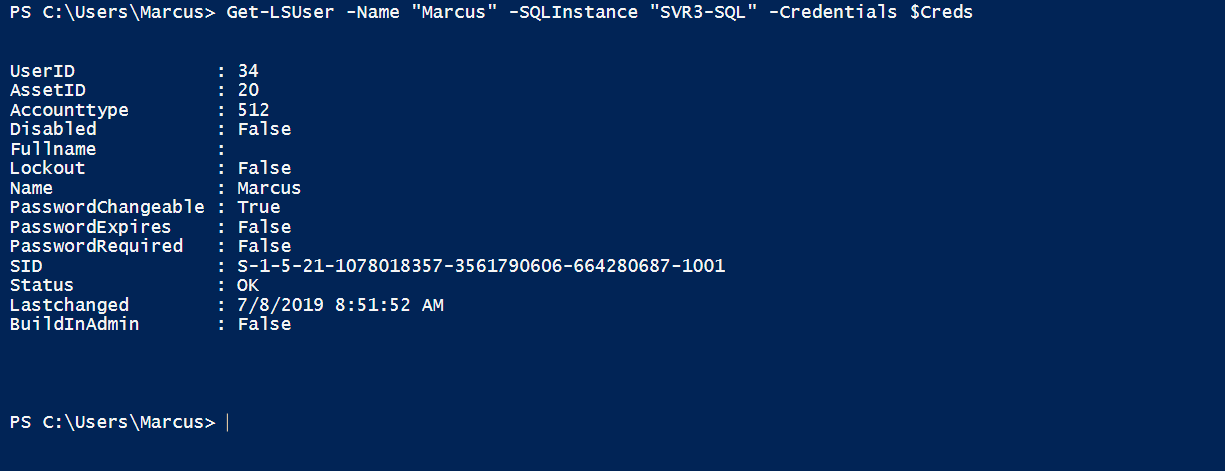 PS C:\Users\Marcus> Get-LSUser -Name "Marcus" -SQLInstance "SVR3-SQL" -Credentials $Creds
UserID             : 34
AssetID            : 20
Accounttype        : 512
Disabled           : False
Fullname           :
Lockout            : False
Name               : Marcus
PasswordChangeable : True
PasswordExpires    : False
PasswordRequired   : False
SID                : S-1-5-21-1078018357-3561790606-664280687-1001
Status             : OK
Lastchanged        : 7/8/2019 8:51:52 AM
BuildInAdmin       : False
PS C:\Users\Marcus>